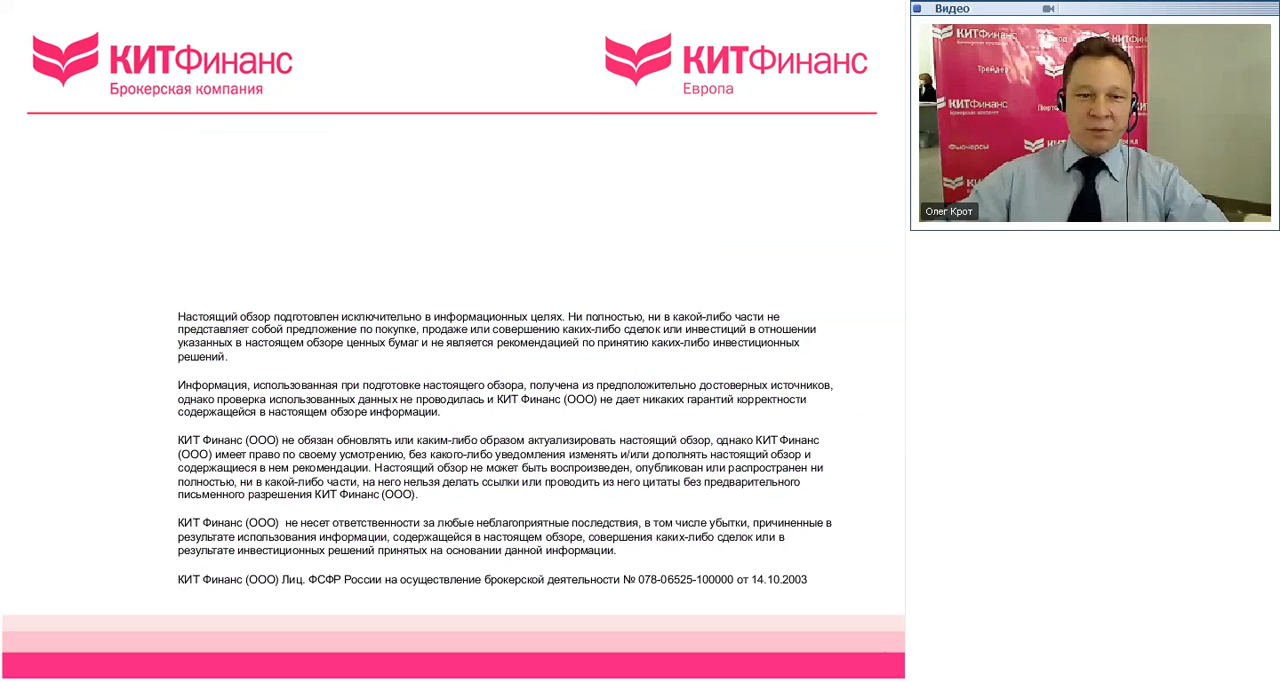 КИТФинанс
Брокерская компания
КИТФинанс
Европа
Настоящий обзор подготовлен исключительно в информационных целях. Ни полностью, ни в какой-либо части не
представляет собой предложение по покупке, продаже или совершению каких-либо сделок или инвестиций в отношении
указанных в настоящем обзоре ценных бумаг и не является рекомендацией по принятию каких-либо инвестиционных
решений.
Информация, использованная при подготовке настоящего обзора, получена из предположительно достоверных источников,
однако проверка использованных данных не проводилась и КИТ Финанс (ООО) не дает никаких гарантий корректности
содержащейся в настоящем обзоре информации.
КИТ Финанс (ООО) не обязан обновлять или каким-либо образом актуализировать настоящий обзор, однако КИТ Финанс
(ООО) имеет право по своему усмотрению, без какого-либо уведомления изменять и/или дополнять настоящий обзор и
содержащиеся в нем рекомендации. Настоящий обзор не может быть воспроизведен, опубликован или распространен ни
полностью, ни в какой-либо части, на него нельзя делать ссылки или проводить из него цитаты без предварительного
письменного разрешения КИТ Финанс (ООО).
КИТ Финанс (ООО)  не несет ответственности за любые неблагоприятные последствия, в том числе убытки, причиненные в
результате использования информации, содержащейся в настоящем обзоре, совершения каких-либо сделок или в
результате инвестиционных решений принятых на основании данной информации.
КИТ Финанс (ООО) Лиц. ФСФР России на осуществление брокерской деятельности № 078-06525-100000 от 14.10.2003
Видео
КИТФинанс
Брокерская компания
Трейдер
КИТФинанс
Брокерская компания
Фьючерсы
КИТ
Олег Крот